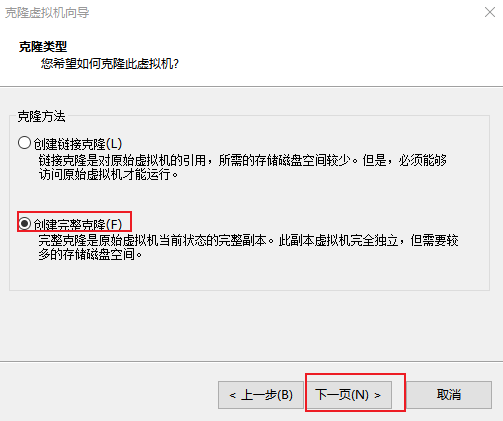 克隆虚拟机向导
克隆类型
您希望如何克隆此虚拟机?
克隆方法
创建链接克隆(L)
链接克隆是对原始虚拟机的引用，所需的存储磁盘空间较少。但是，必须能够
访问原始虚拟机才能运行。
创建完整克隆(F)
完整克隆是原始虚拟机当前状态的完整副本。此副本虚拟机完全独立，但需要较
多的存储磁盘空间。
< 上一步(B) 下一页(N) > 取消